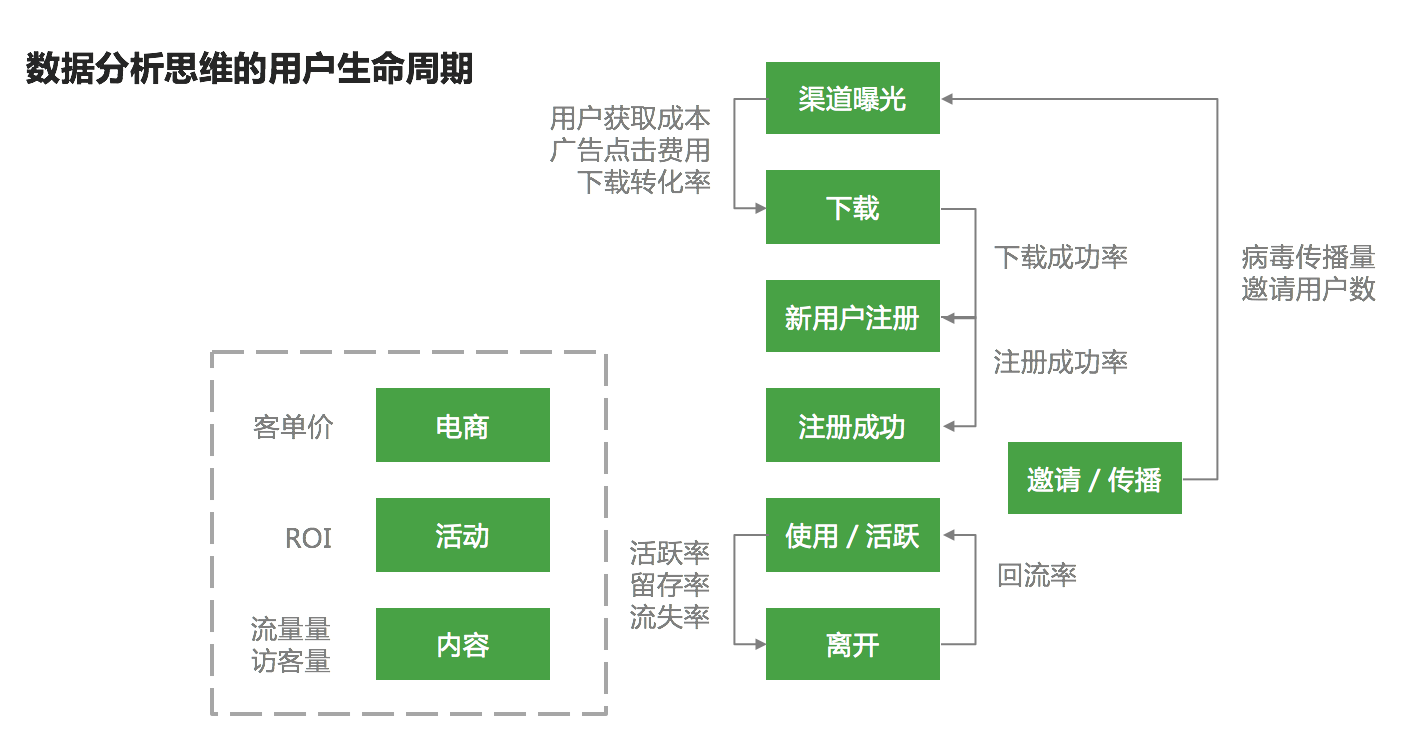 数据分析思维的用户生命周期
渠道曝光
用户获取成本
广告点击费用
下载转化率
下载
下载成功率
病毒传播量
邀请用户数
新用户注册
注册成功率
客单价
电商
注册成功
邀请 / 传播
ROI
活动
使用 / 活跃
活跃率
留存率
流失率
回流率
流量量
访客量
内容
离开